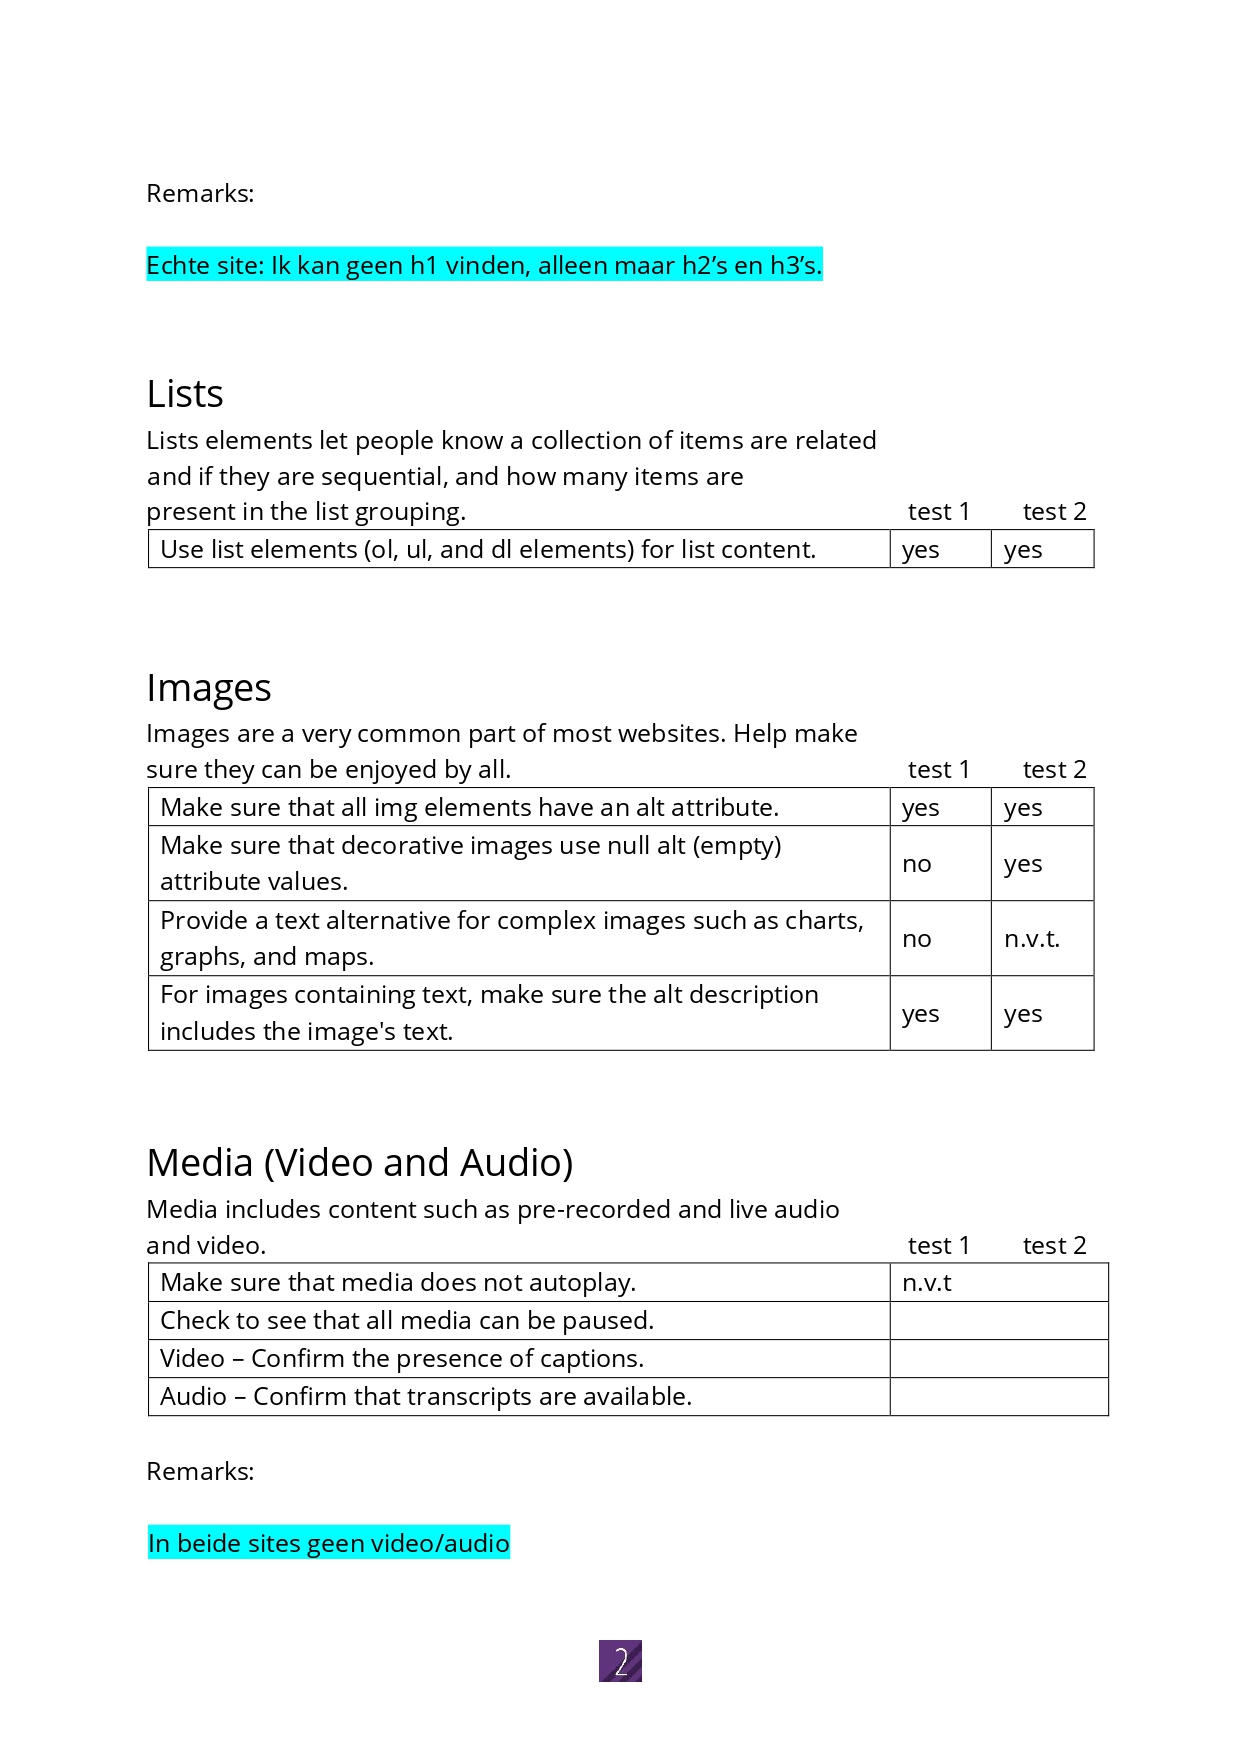 Remarks:
Echte site: Ik kan geen h1 vinden, alleen maar h2’s en h3’s.
Lists
Lists elements let people know a collection of items are related
and if they are sequential, and how many items are
present in the list grouping. test 1 test 2
Use list elements (ol, ul, and dl elements) for list content. yes yes
Images
Images are a very common part of most websites. Help make
sure they can be enjoyed by all. test 1 test 2
Make sure that all img elements have an alt attribute. yes yes
Make sure that decorative images use null alt (empty)
attribute values. no yes
Provide a text alternative for complex images such as charts,
graphs, and maps. no n.v.t.
For images containing text, make sure the alt description
includes the image's text. yes yes
Media (Video and Audio)
Media includes content such as pre-recorded and live audio
and video. test 1 test 2
Make sure that media does not autoplay. n.v.t
Check to see that all media can be paused.
Video – Confirm the presence of captions.
Audio – Confirm that transcripts are available.
Remarks:
In beide sites geen video/audio
2